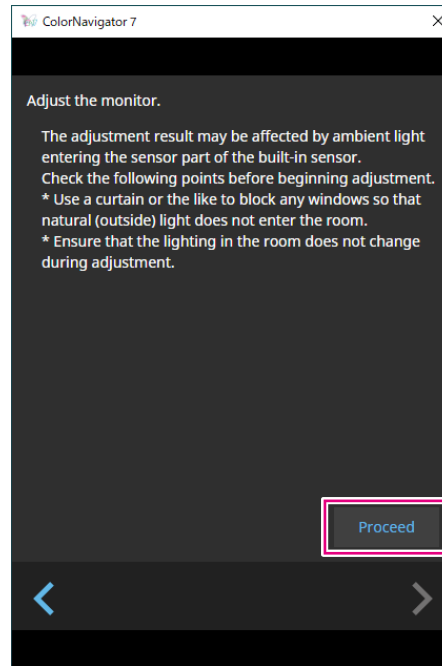 ColorNavigator 7
Adjust the monitor.
The adjustment result may be affected by ambient light
entering the sensor part of the built-in sensor.
Check the following points before beginning adjustment.
* Use a curtain or the like to block any windows so that
natural (outside) light does not enter the room.
* Ensure that the lighting in the room does not change
during adjustment.
Proceed